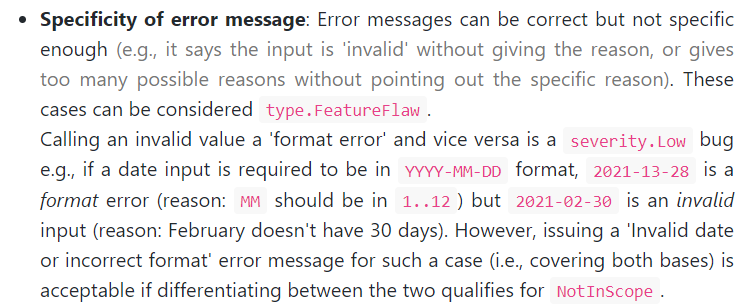 • Specificity of error message: Error messages can be correct but not specific
enough (e.g., it says the input is 'invalid' without giving the reason, or gives
too many possible reasons without pointing out the specific reason). These
cases can be considered type.FeatureFlaw.
Calling an invalid value a 'format error' and vice versa is a severity.Low bug
e.g., if a date input is required to be in YYYY-MM-DD format, 2021-13-28 is a
format error (reason: MM should be in 1..12) but 2021-02-30 is an invalid
input (reason: February doesn't have 30 days). However, issuing a 'Invalid date
or incorrect format' error message for such a case (i.e., covering both bases) is
acceptable if differentiating between the two qualifies for NotInScope.